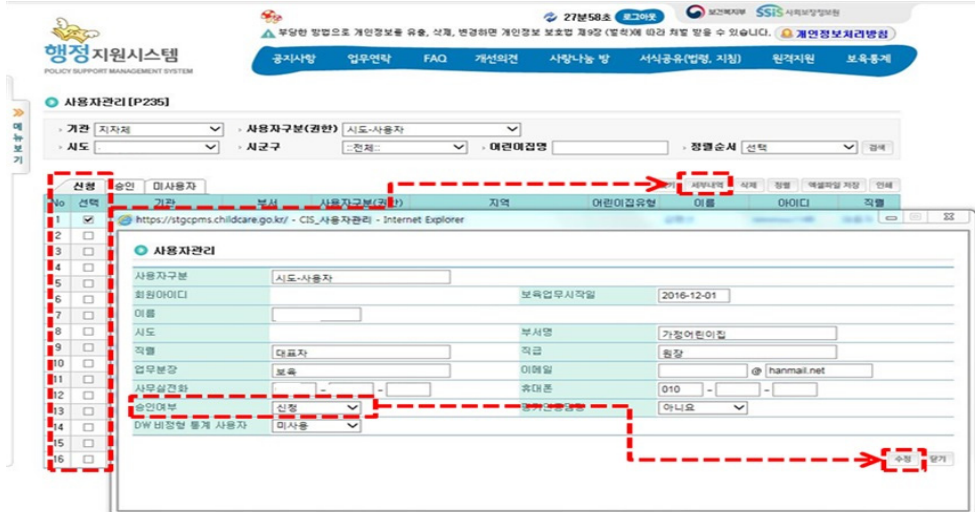 27분58초 로그아웃 보건복지부 SSiS 사회보장정보원
부당한 방법으로 개인정보를 유출, 삭제, 변경하면 개인정보 보호법 제9장 (벌칙)에 따라 처벌 받을 수 있습니다. 개인정보처리방침
행정지원시스템
POLICY SUPPORT MANAGEMENT SYSTEM
공지사항 업무연락 FAQ 개선의견 사랑나눔 방 서식공유(법령, 지침) 원격지원 보육통계
메뉴보기
사용자관리 [P235]
기관 지자체 사용자구분(권한) 시도-사용자
시도 시군구 ::전체:: 어린이집명 정렬순서 선택 검색
신청 승인 미사용자 세부내역 삭제 정렬 엑셀파일 저장 인쇄
No 선택 기관 부서 사용자구분(권한) 지역 어린이집유형 이름 아이디 직렬
1 https://stgcpms.childcare.go.kr/ - CIS_사용자관리 - Internet Explorer
2
3 사용자관리
4
5 사용자구분 시도-사용자
6 회원아이디 보육업무시작일 2016-12-01
7 이름
8 시도 부서명 가정어린이집
9 직렬 대표자 직급 원장
10
11 업무분장 보육 이메일 @ hanmail.net
12 사무실전화 - - 휴대폰 010 - -
13 승인여부 신청 아니요
14 DW 비정형 통계 사용자 미사용
15
16 수정 닫기